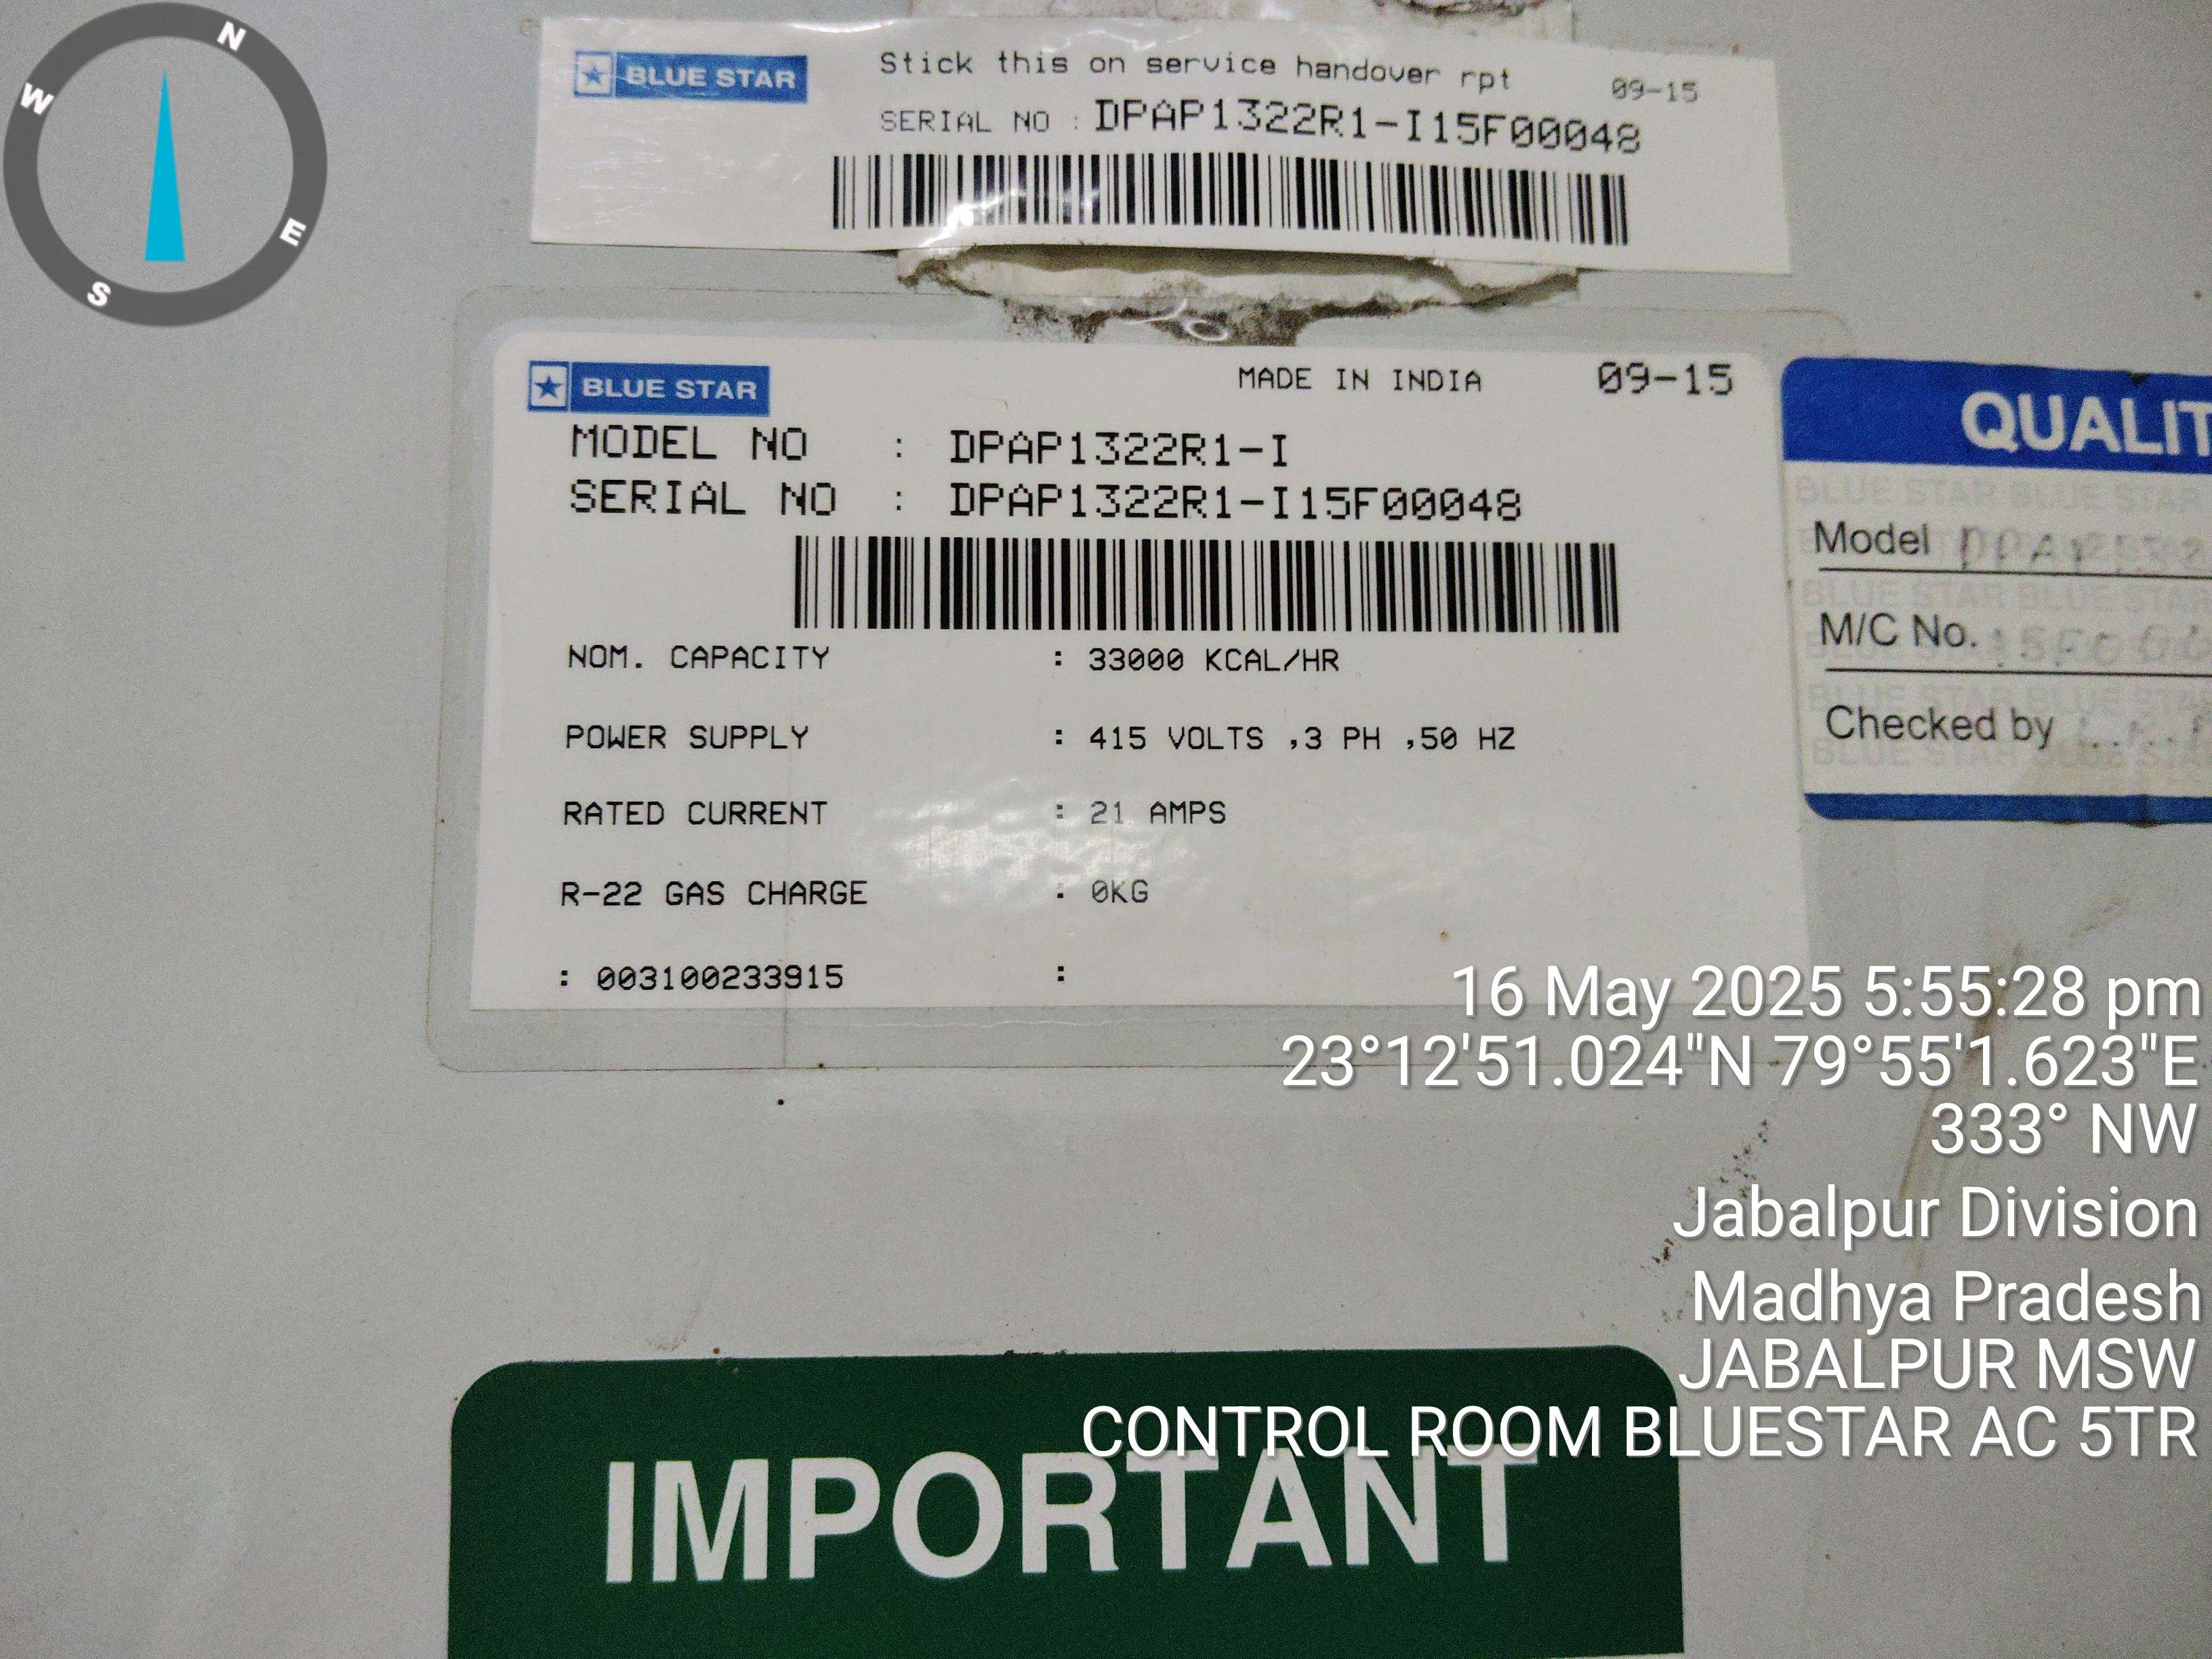 N
W
E
S
BLUE STAR
Stick this on service handover rpt
09-15
SERIAL NO : DPAP1322R1-I15F00048
BLUE STAR
MADE IN INDIA
09-15
MODEL NO : DPAP1322R1-I
SERIAL NO : DPAP1322R1-I15F00048
NOM. CAPACITY : 33000 KCAL/HR
POWER SUPPLY : 415 VOLTS ,3 PH ,50 HZ
RATED CURRENT : 21 AMPS
R-22 GAS CHARGE : 0KG
: 003100233915 :
QUALIT
Model
M/C No.
Checked by
16 May 2025 5:55:28 pm
23°12'51.024"N 79°55'1.623"E
333° NW
Jabalpur Division
Madhya Pradesh
JABALPUR MSW
CONTROL ROOM BLUESTAR AC 5TR
IMPORTANT